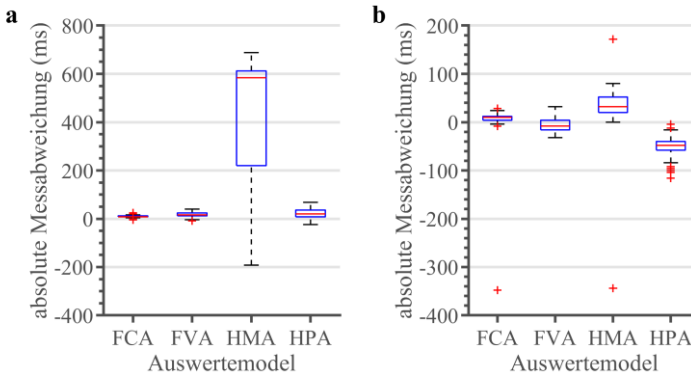 a
absolute Messabweichung (ms)
800
600
400
200
0
-200
-400
FCA FVA HMA HPA
Auswertemodel
b
absolute Messabweichung (ms)
200
100
0
-100
-200
-300
-400
FCA FVA HMA HPA
Auswertemodel